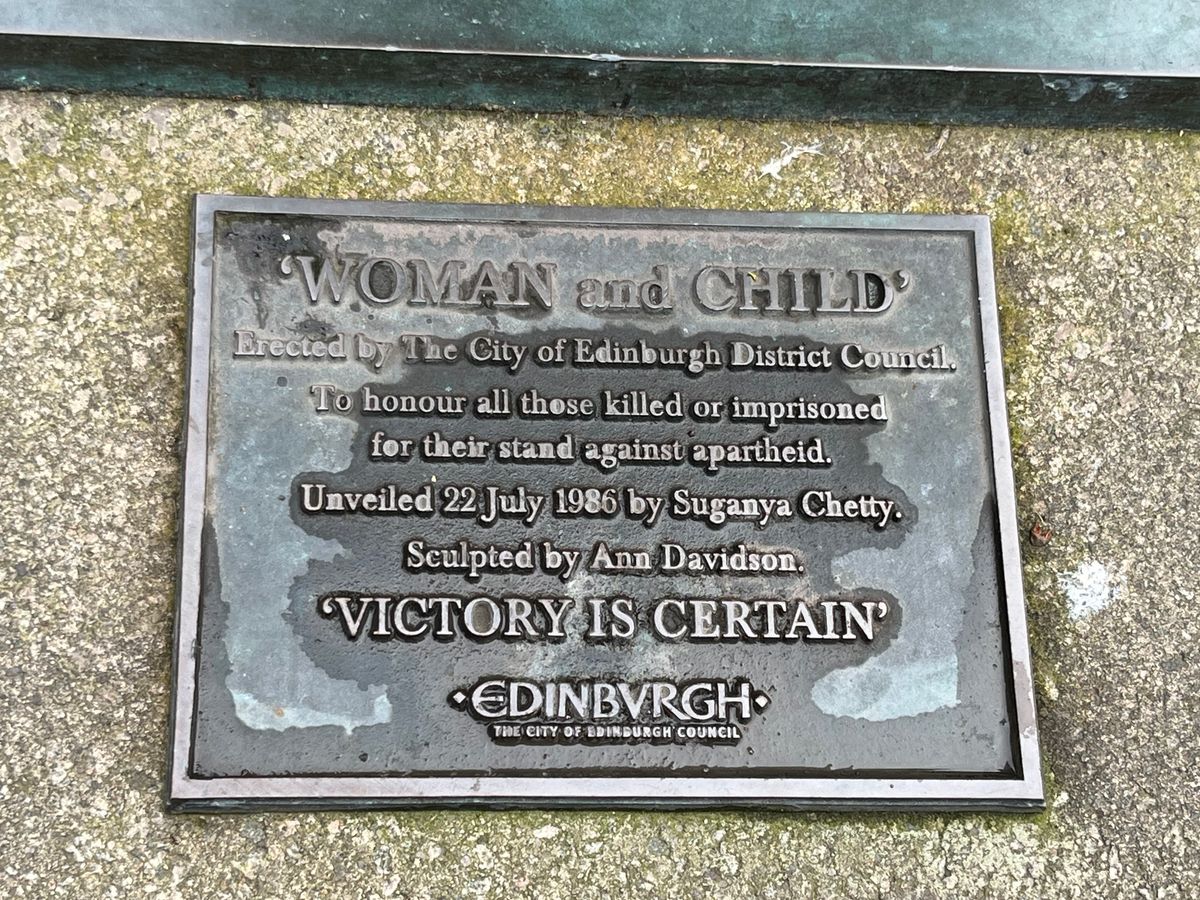 ‘WOMAN and CHILD’
Erected by The City of Edinburgh District Council.
To honour all those killed or imprisoned
for their stand against apartheid.
Unveiled 22 July 1986 by Suganya Chetty.
Sculpted by Ann Davidson.
‘VICTORY IS CERTAIN’
·EDINBVRGH·
THE CITY OF EDINBURGH COUNCIL